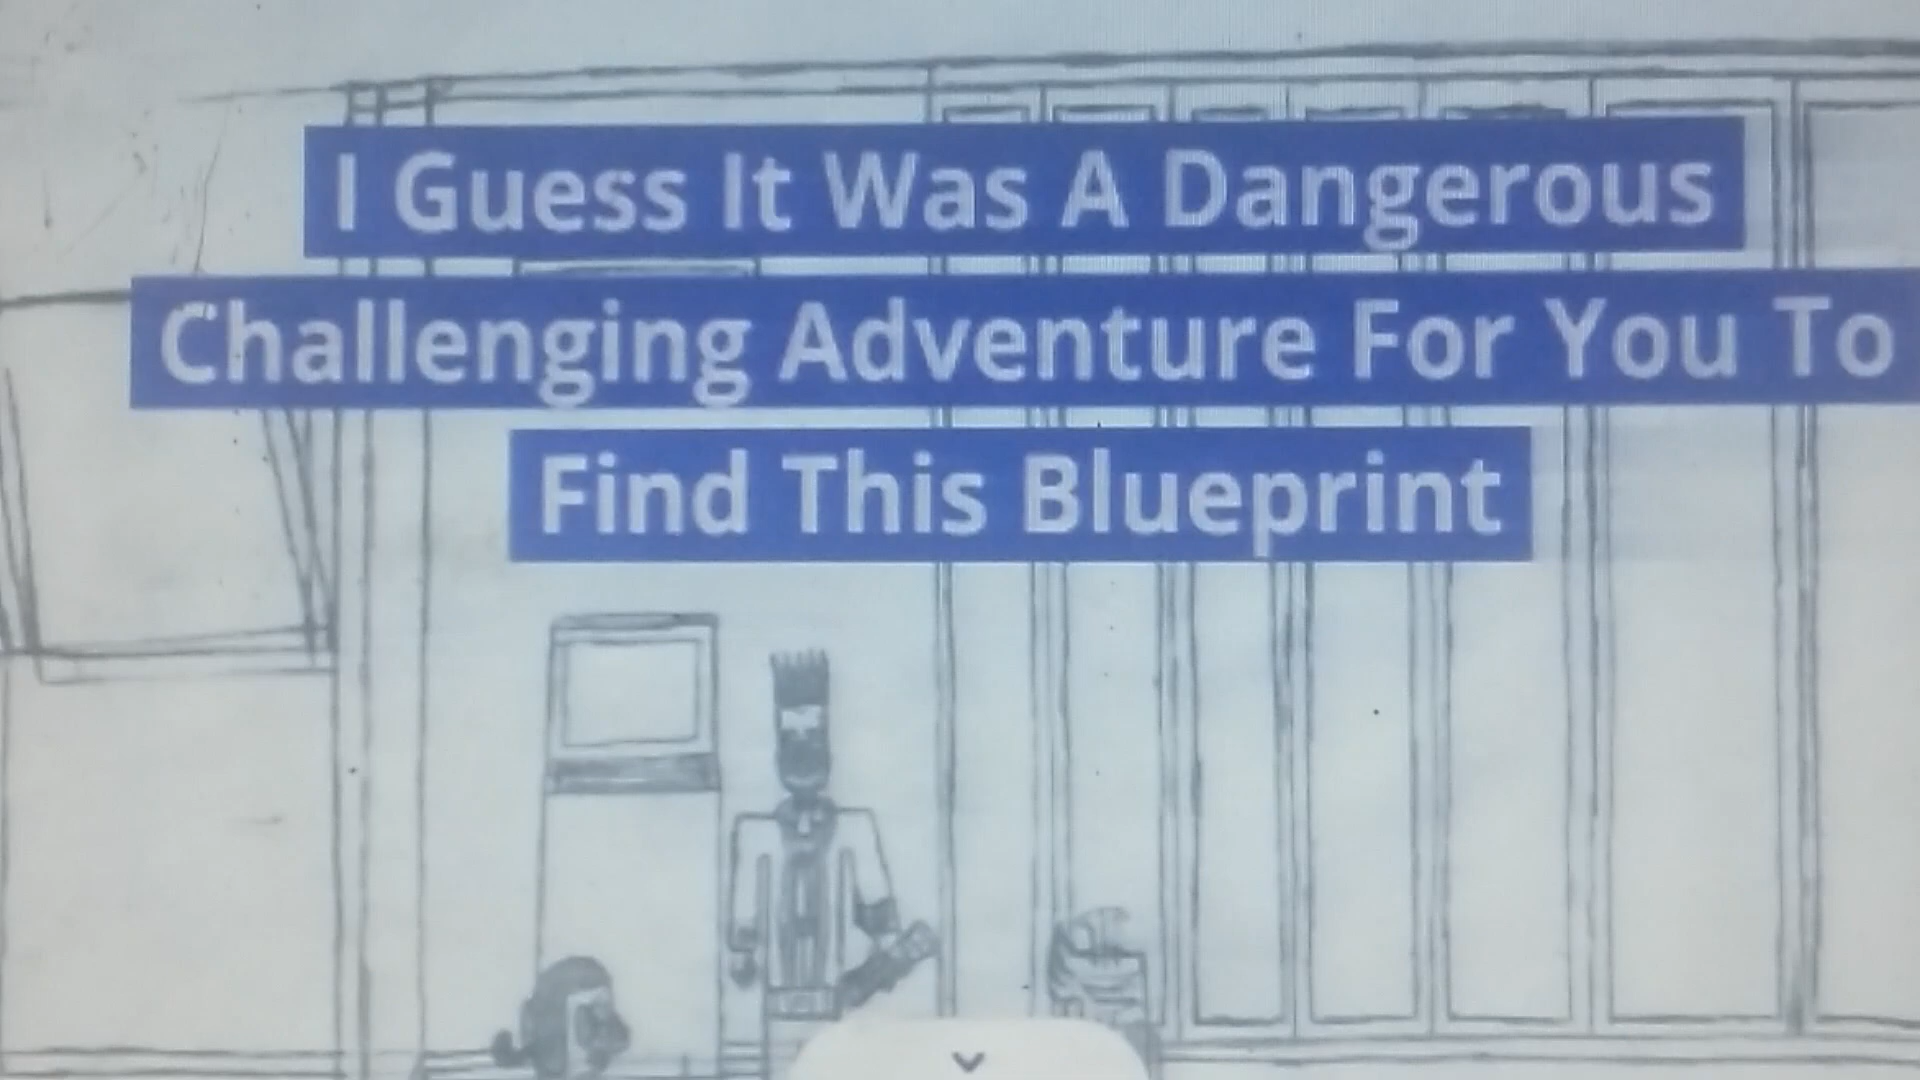 I Guess It Was A Dangerous
Challenging Adventure For You To
Find This Blueprint